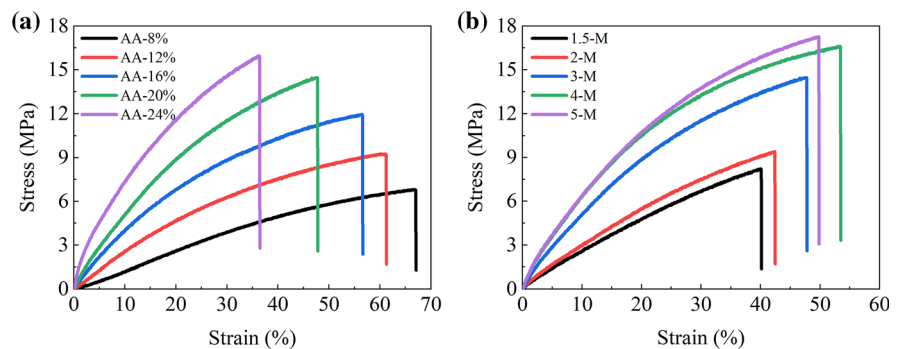 (a)
18
15
12
9
6
3
0
Stress (MPa)
AA-8%
AA-12%
AA-16%
AA-20%
AA-24%
0 10 20 30 40 50 60 70
Strain (%)
(b)
18
15
12
9
6
3
0
Stress (MPa)
1.5-M
2-M
3-M
4-M
5-M
0 10 20 30 40 50 60
Strain (%)